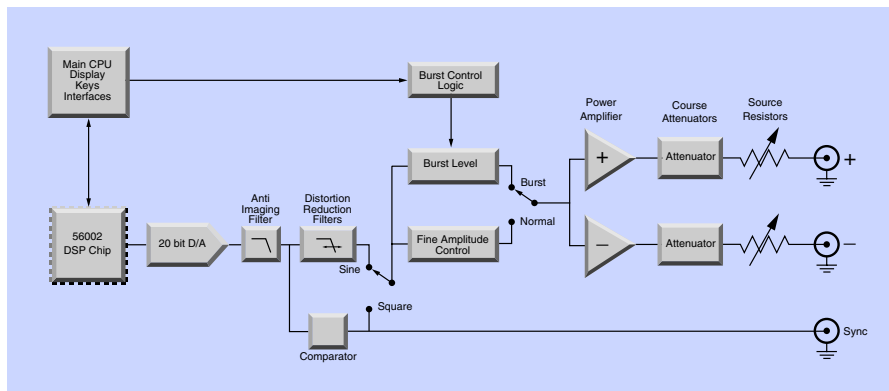 Main CPU
Display
Keys
Interfaces
Burst Control
Logic
Power
Amplifier
Course
Attenuators
Source
Resistors
Burst Level
Burst
+
Attenuator
+
56002
DSP Chip
20 bit D/A
Anti
Imaging
Filter
Distortion
Reduction
Filters
Sine
Fine Amplitude
Control
Normal
−
Attenuator
−
Square
Comparator
Sync